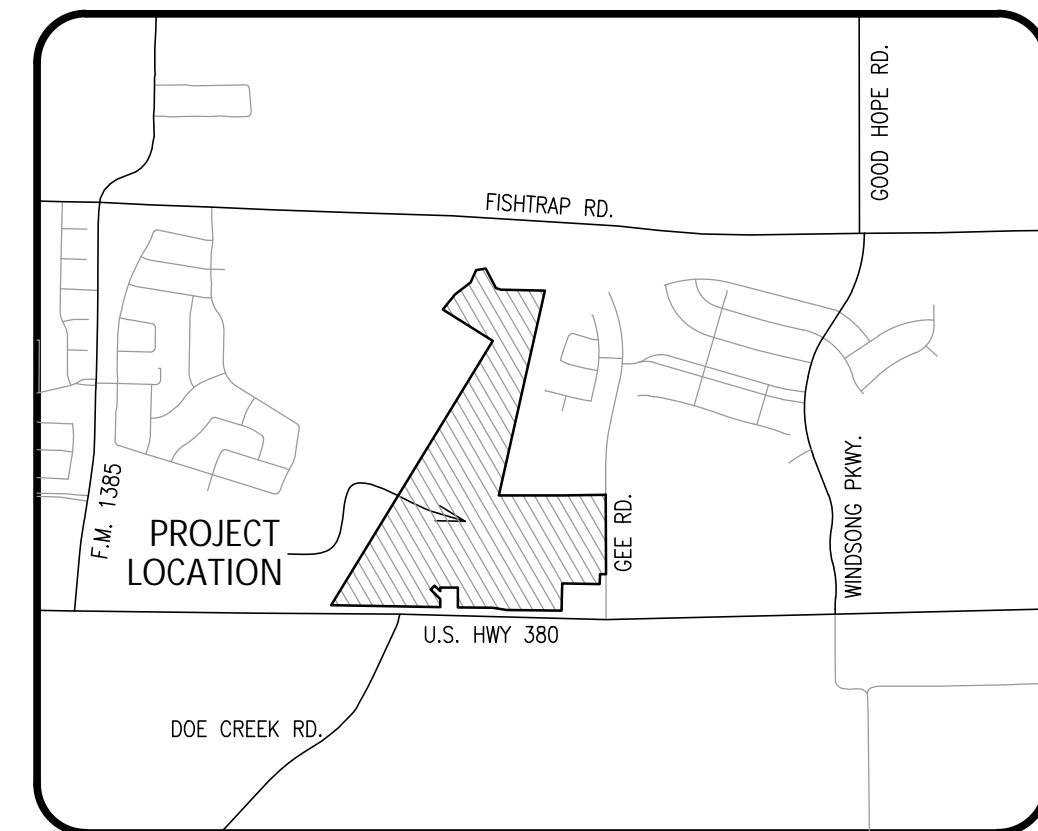 GOOD HOPE RD.
FISHTRAP RD.
F.M. 1385
PROJECT
LOCATION
GEE RD.
WINDSONG PKWY.
U.S. HWY 380
DOE CREEK RD.